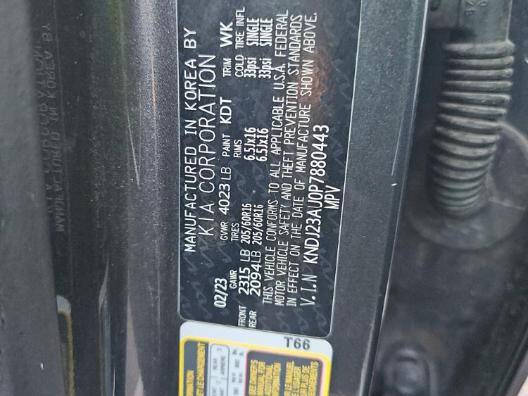 MANUFACTURED IN KOREA BY
KIA CORPORATION
02/23 GVWR 4023 LB PAINT KDT TRIM WK
GAWR TIRES RIMS COLD TIRE INFL
FRONT 2315 LB 205/60R16 6.5Jx16 33psi SINGLE
REAR 2094 LB 205/60R16 6.5Jx16 33psi SINGLE
THIS VEHICLE CONFORMS TO ALL APPLICABLE U.S.A. FEDERAL
MOTOR VEHICLE SAFETY AND THEFT PREVENTION STANDARDS
IN EFFECT ON THE DATE OF MANUFACTURE SHOWN ABOVE.
V.I.N KNDJ23AU0P7880443
MPV
T66